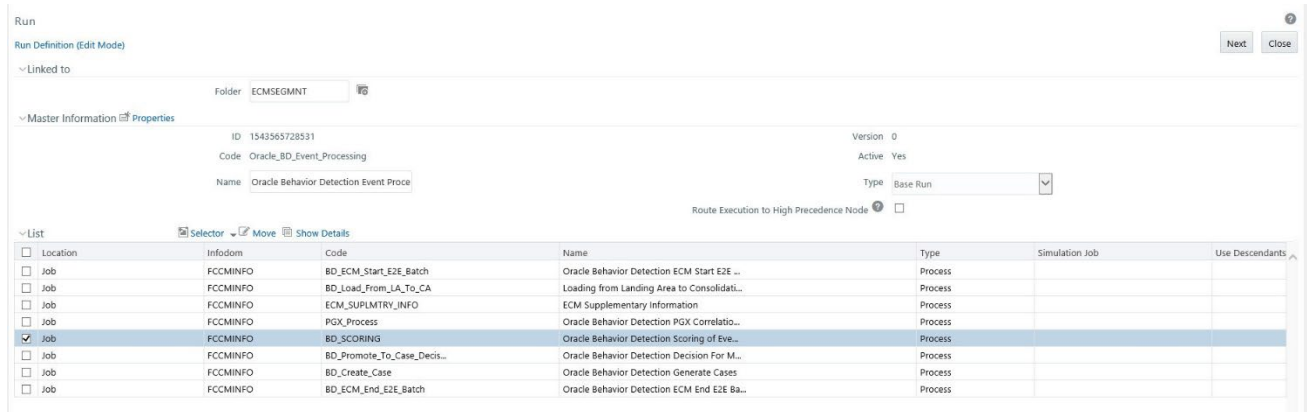 Run
Run Definition (Edit Mode)
Next Close
Linked to
Folder ECMSEGMNT
Master Information Properties
ID 1543565728531 Version 0
Code Oracle_BD_Event_Processing Active Yes
Name Oracle Behavior Detection Event Proce Type Base Run
Route Execution to High Precedence Node
List Selector Move Show Details
Location Infodom Code Name Type Simulation Job Use Descendants
Job FCCMINFO BD_ECM_Start_E2E_Batch Oracle Behavior Detection ECM Start E2E ... Process
Job FCCMINFO BD_Load_From_LA_To_CA Loading from Landing Area to Consolidati... Process
Job FCCMINFO ECM_SUPLMTRY_INFO ECM Supplementary Information Process
Job FCCMINFO PGX_Process Oracle Behavior Detection PGX Correlatio... Process
Job FCCMINFO BD_SCORING Oracle Behavior Detection Scoring of Eve... Process
Job FCCMINFO BD_Promote_To_Case_Decis... Oracle Behavior Detection Decision For M... Process
Job FCCMINFO BD_Create_Case Oracle Behavior Detection Generate Cases Process
Job FCCMINFO BD_ECM_End_E2E_Batch Oracle Behavior Detection ECM End E2E Ba... Process